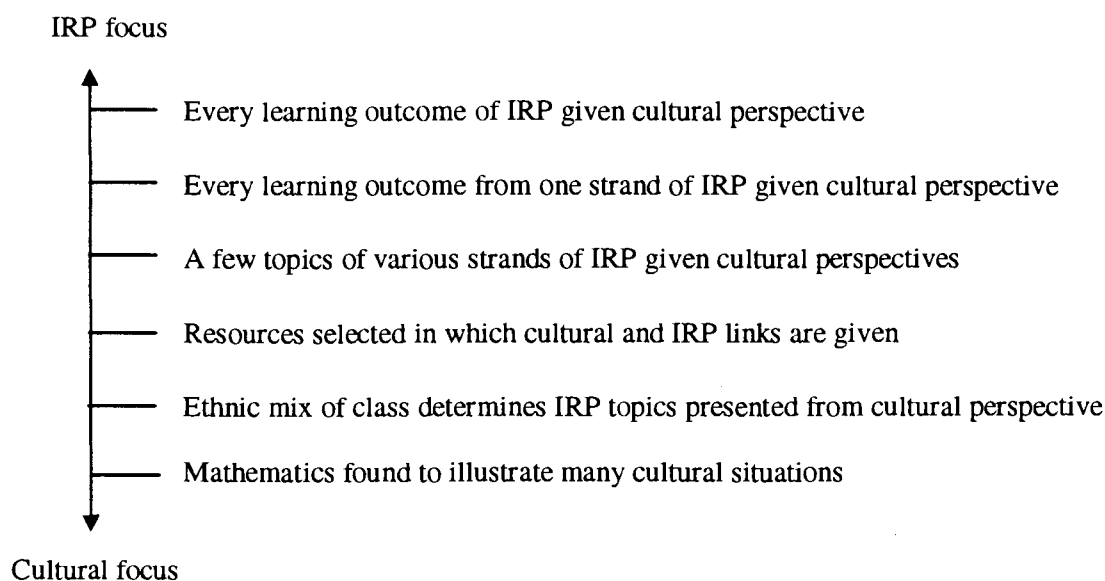 IRP focus
Every learning outcome of IRP given cultural perspective
Every learning outcome from one strand of IRP given cultural perspective
A few topics of various strands of IRP given cultural perspectives
Resources selected in which cultural and IRP links are given
Ethnic mix of class determines IRP topics presented from cultural perspective
Mathematics found to illustrate many cultural situations
Cultural focus